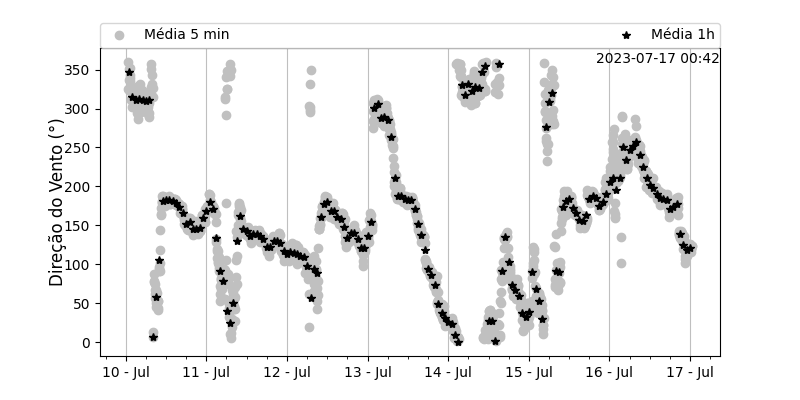 Média 5 min
Média 1h
2023-07-17 00:42
Direção do Vento (°)
350
300
250
200
150
100
50
0
10 - Jul
11 - Jul
12 - Jul
13 - Jul
14 - Jul
15 - Jul
16 - Jul
17 - Jul